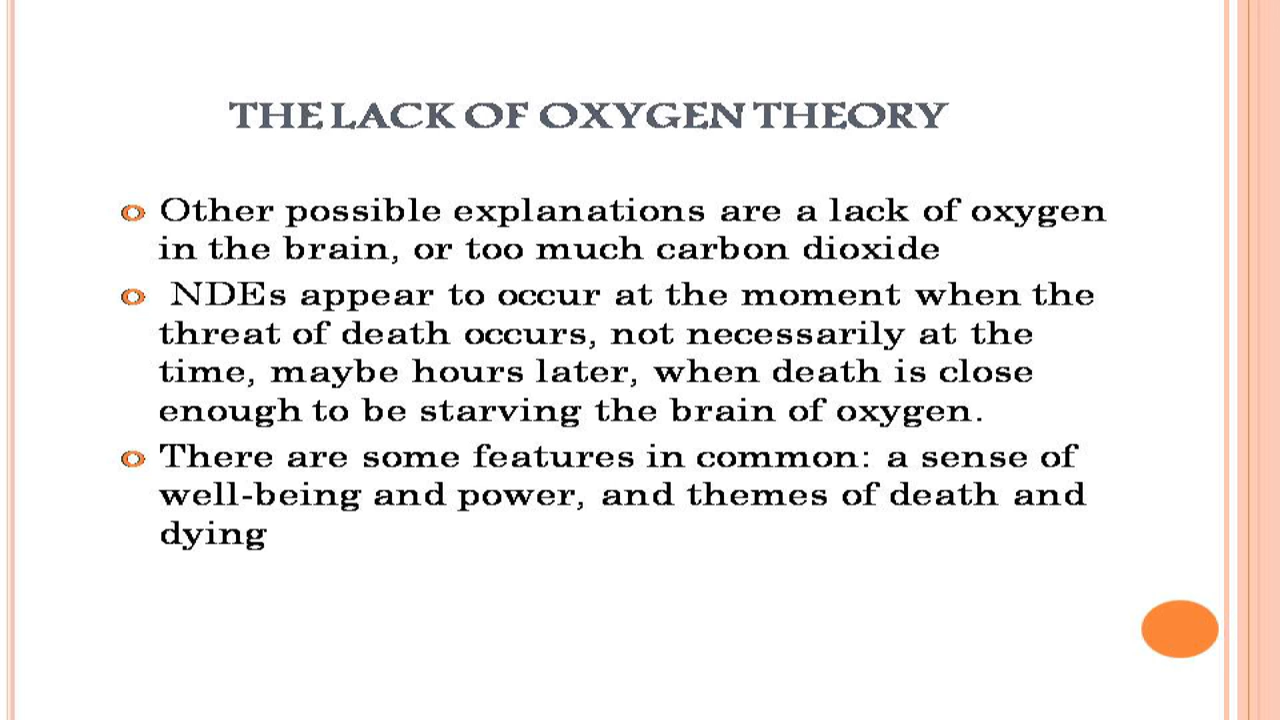 THE LACK OF OXYGEN THEORY
Other possible explanations are a lack of oxygen
in the brain, or too much carbon dioxide
NDEs appear to occur at the moment when the
threat of death occurs, not necessarily at the
time, maybe hours later, when death is close
enough to be starving the brain of oxygen.
There are some features in common: a sense of
well-being and power, and themes of death and
dying